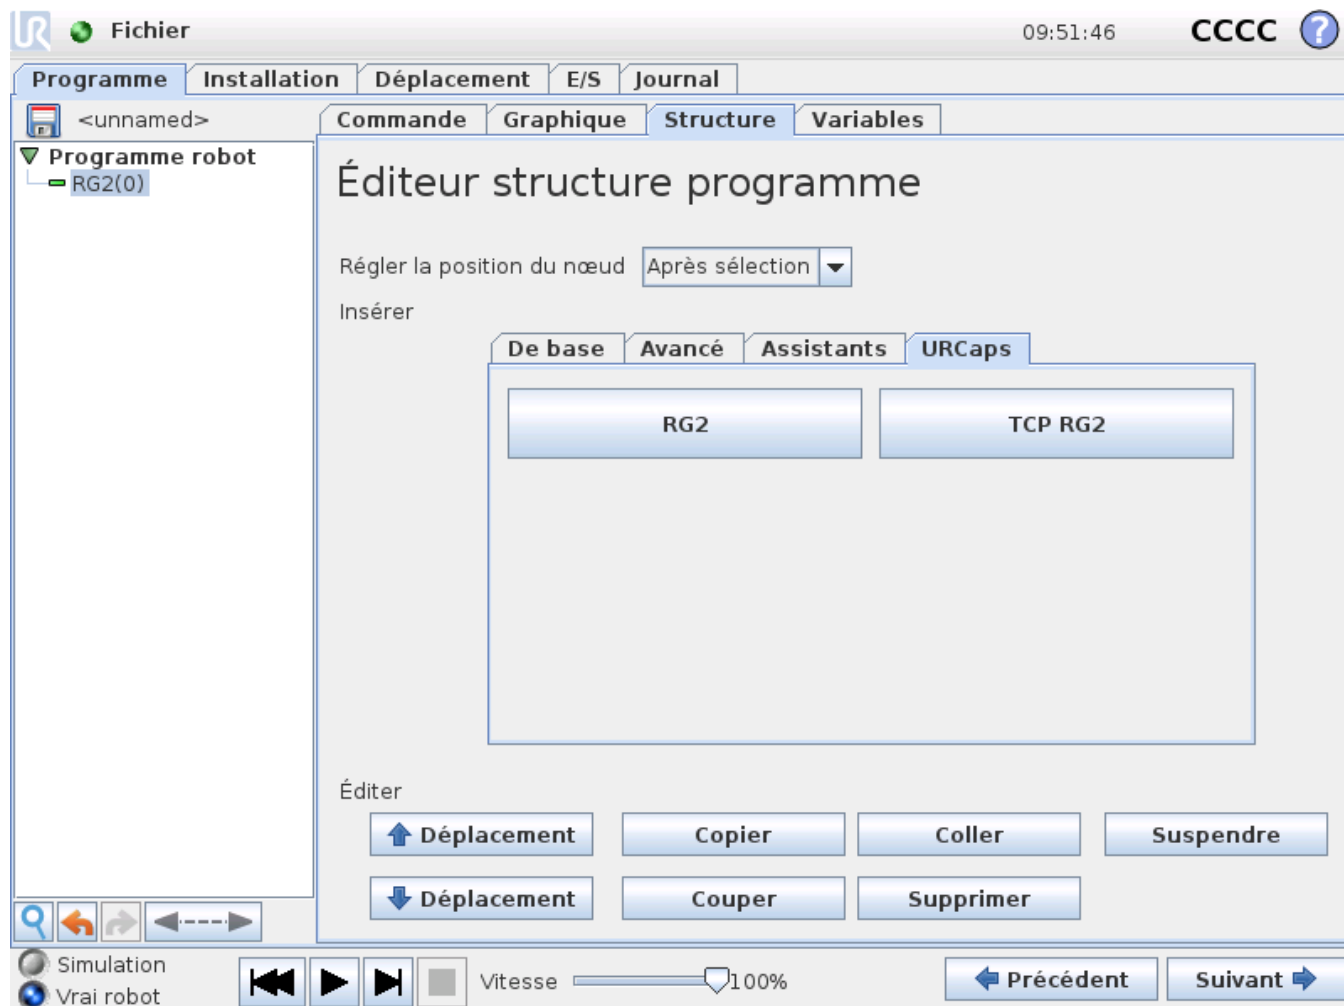 UR Fichier 09:51:46 CCCC ?
Programme Installation Déplacement E/S Journal
<unnamed> Commande Graphique Structure Variables
Programme robot
RG2(0)
Éditeur structure programme
Régler la position du nœud Après sélection
Insérer
De base Avancé Assistants URCaps
RG2 TCP RG2
Éditer
Déplacement Copier Coller Suspendre
Déplacement Couper Supprimer
Simulation
Vrai robot
Vitesse 100% Précédent Suivant